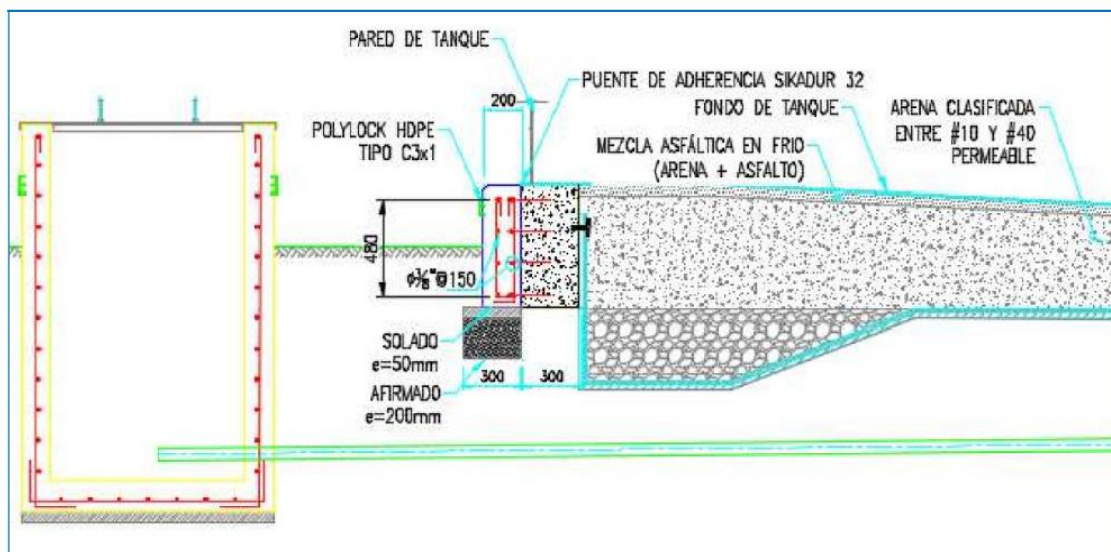 PARED DE TANQUE
PUENTE DE ADHERENCIA SIKADUR 32
200
FONDO DE TANQUE
ARENA CLASIFICADA
ENTRE #10 Y #40
PERMEABLE
POLYLOCK HDPE
TIPO C3x1
MEZCLA ASFÁLTICA EN FRIO
(ARENA + ASFALTO)
480
@150
SOLADO
e=50mm
300
300
AFIRMADO
e=200mm